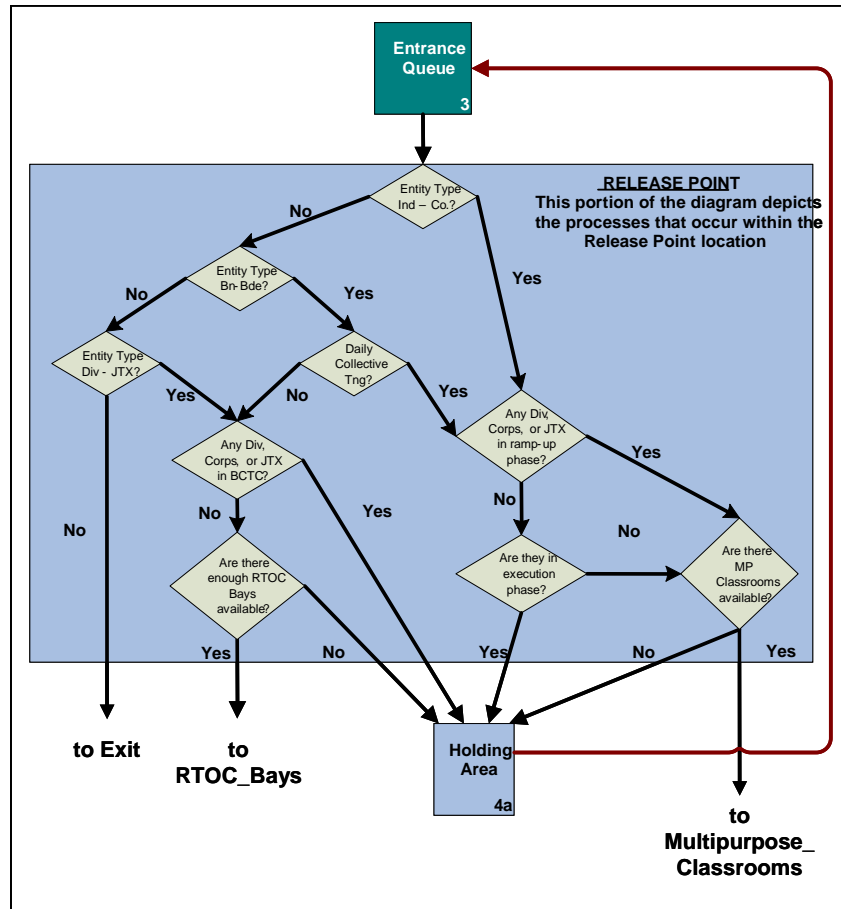 Entrance
Queue
3
Entity Type
Ind – Co.?
RELEASE POINT
This portion of the diagram depicts
the processes that occur within the
Release Point location
No
Yes
Entity Type
Bn-Bde?
No
Yes
Entity Type
Div - JTX?
Daily
Collective
Tng?
Yes
No
Yes
Any Div,
Corps, or JTX
in BCTC?
Any Div,
Corps, or JTX
in ramp-up
phase?
Yes
No
No
Yes
No
No
Are there
enough RTOC
Bays
available?
Are they in
execution
phase?
Are there
MP
Classrooms
available?
Yes
No
Yes
No
Yes
to Exit
to
RTOC_Bays
Holding
Area
4a
to
Multipurpose_
Classrooms